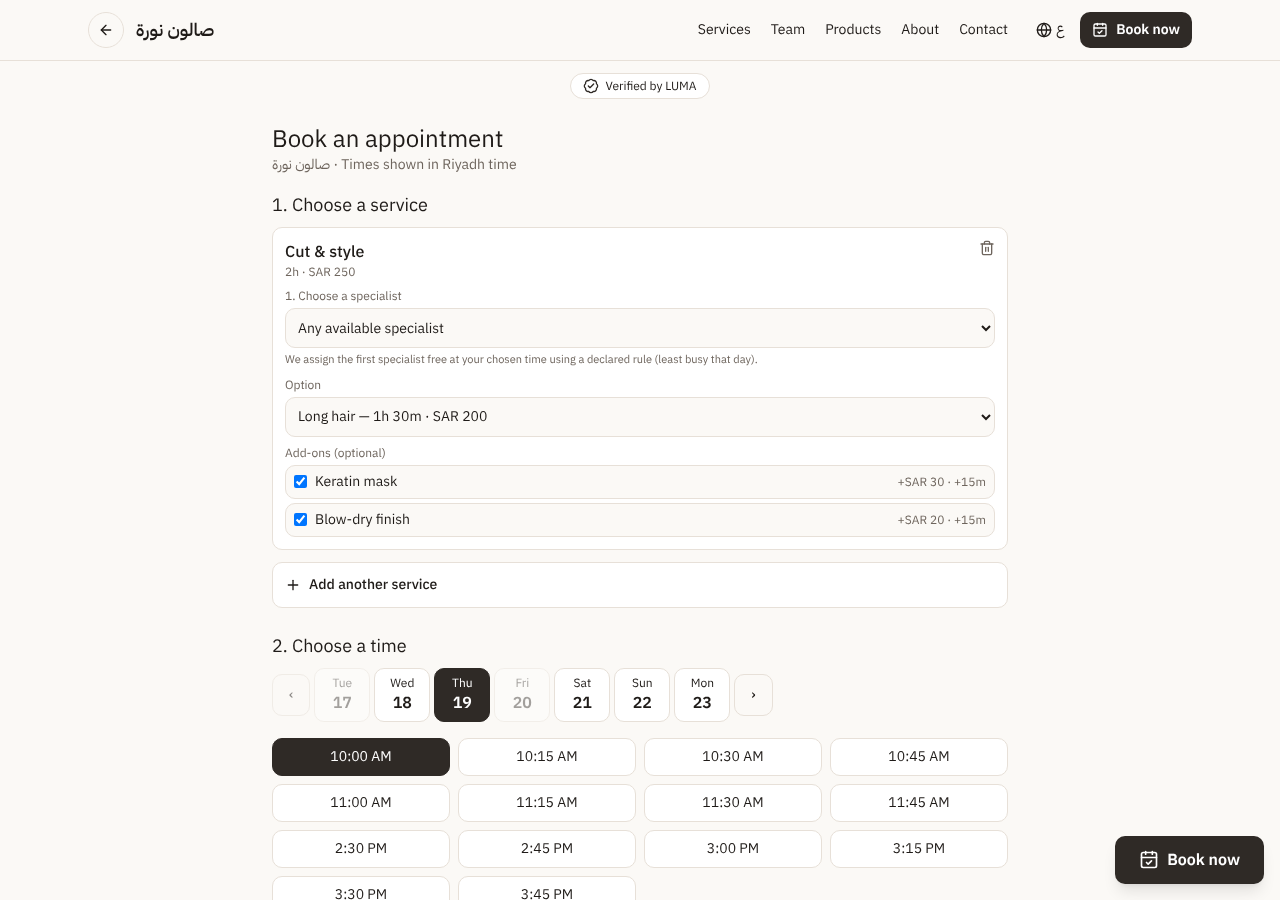 صالون نورة
Services Team Products About Contact ع Book now
Verified by LUMA
Book an appointment
صالون نورة · Times shown in Riyadh time
1. Choose a service
Cut & style
2h · SAR 250
1. Choose a specialist
Any available specialist
We assign the first specialist free at your chosen time using a declared rule (least busy that day).
Option
Long hair — 1h 30m · SAR 200
Add-ons (optional)
Keratin mask +SAR 30 · +15m
Blow-dry finish +SAR 20 · +15m
Add another service
2. Choose a time
‹ Tue Wed Thu Fri Sat Sun Mon ›
17 18 19 20 21 22 23
10:00 AM 10:15 AM 10:30 AM 10:45 AM
11:00 AM 11:15 AM 11:30 AM 11:45 AM
2:30 PM 2:45 PM 3:00 PM 3:15 PM
3:30 PM 3:45 PM
Book now